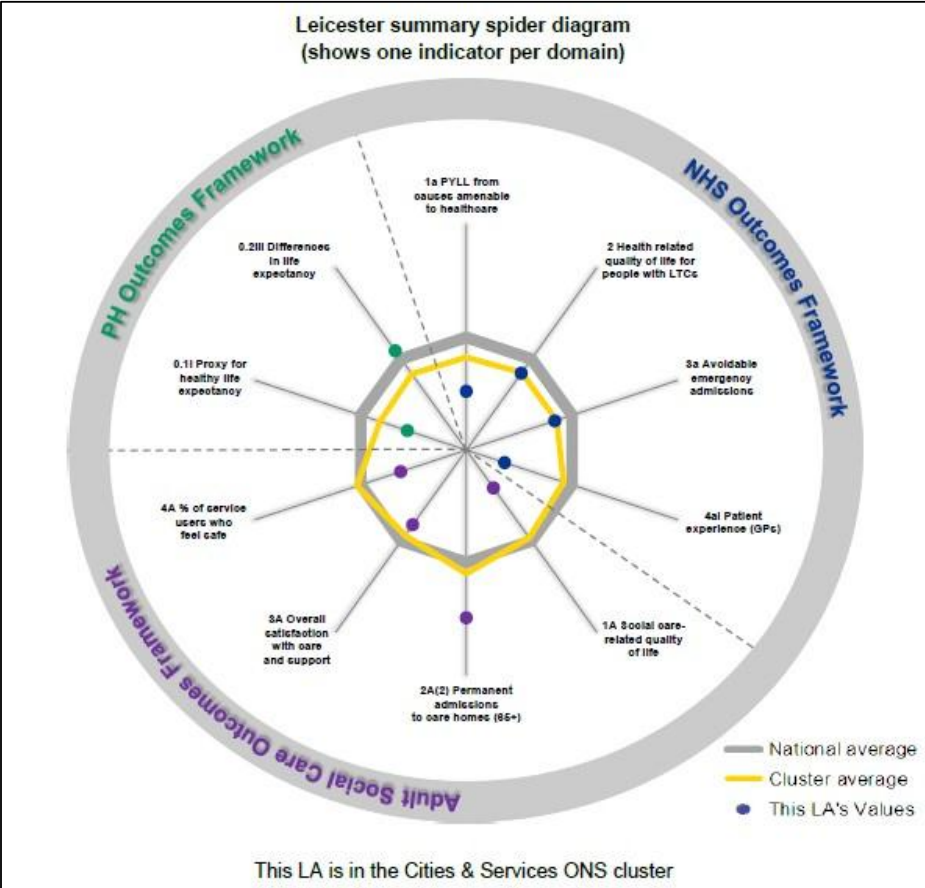 Leicester summary spider diagram
(shows one indicator per domain)
PH Outcomes Framework
NHS Outcomes Framework
Adult Social Care Outcomes Framework
1a PYLL from
causes amenable
to healthcare
0.2III Differences
in life
expectancy
2 Health related
quality of life for
people with LTCs
0.1I Proxy for
healthy life
expectancy
3a Avoidable
emergency
admissions
4A % of service
users who
feel safe
4aI Patient
experience (GPs)
3A Overall
satisfaction
with care
and support
1A Social care-
related quality
of life
2A(2) Permanent
admissions
to care homes (65+)
National average
Cluster average
This LA's Values
This LA is in the Cities & Services ONS cluster